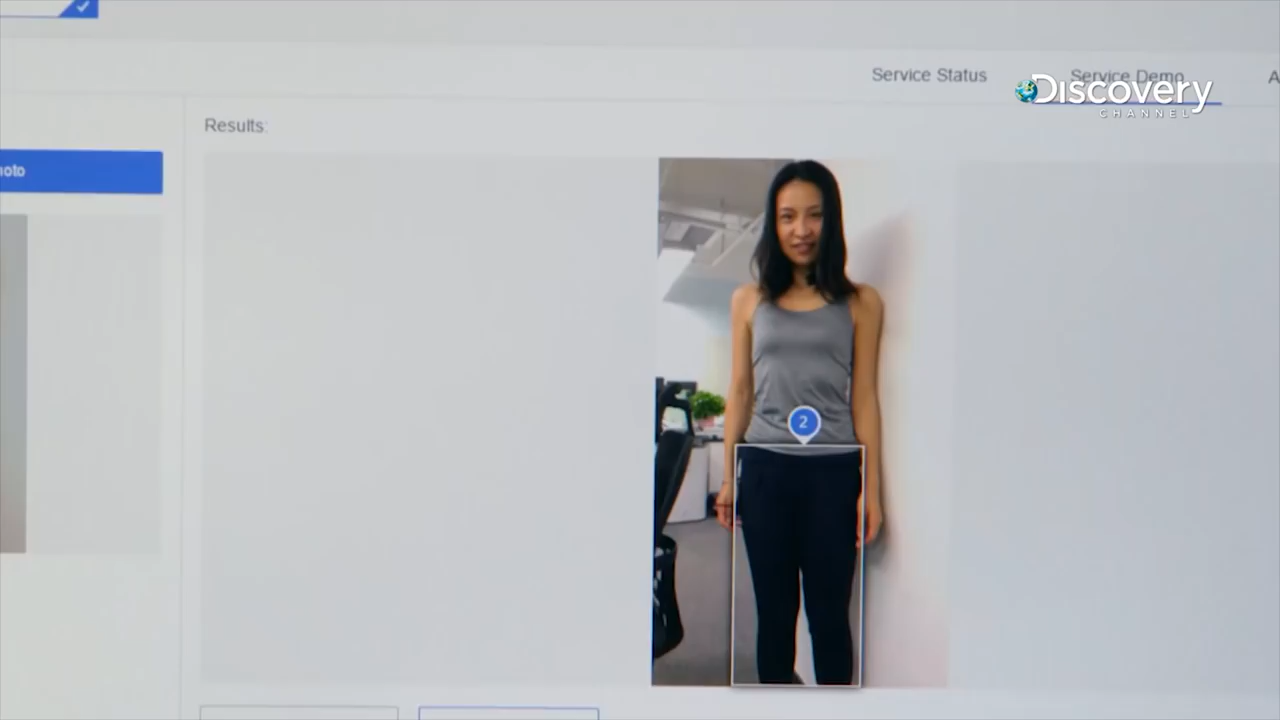 Service Status
Service Demo
Discovery
CHANNEL
Results:
2